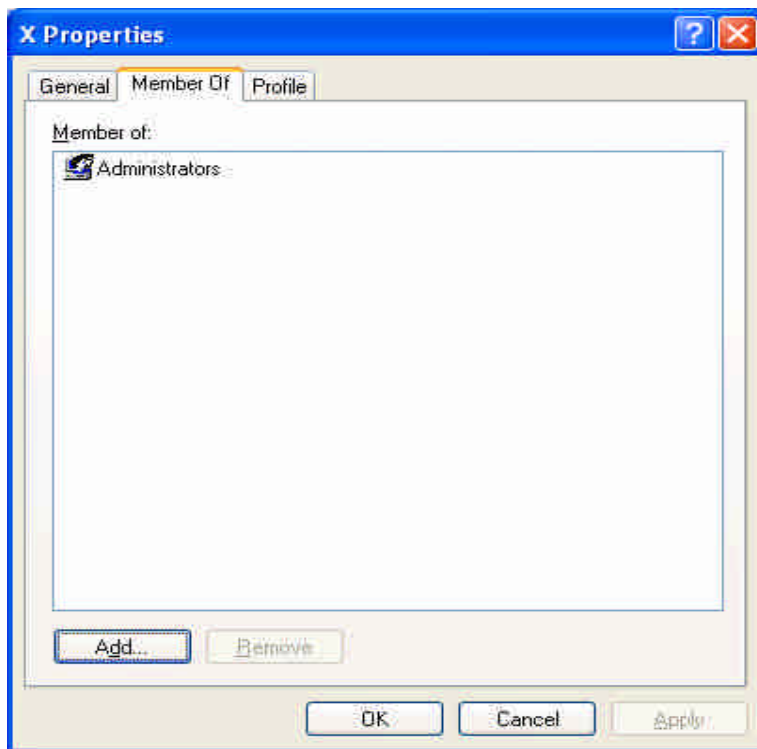 X Properties
General Member Of Profile
Member of:
Administrators
Add... Remove
OK Cancel Apply